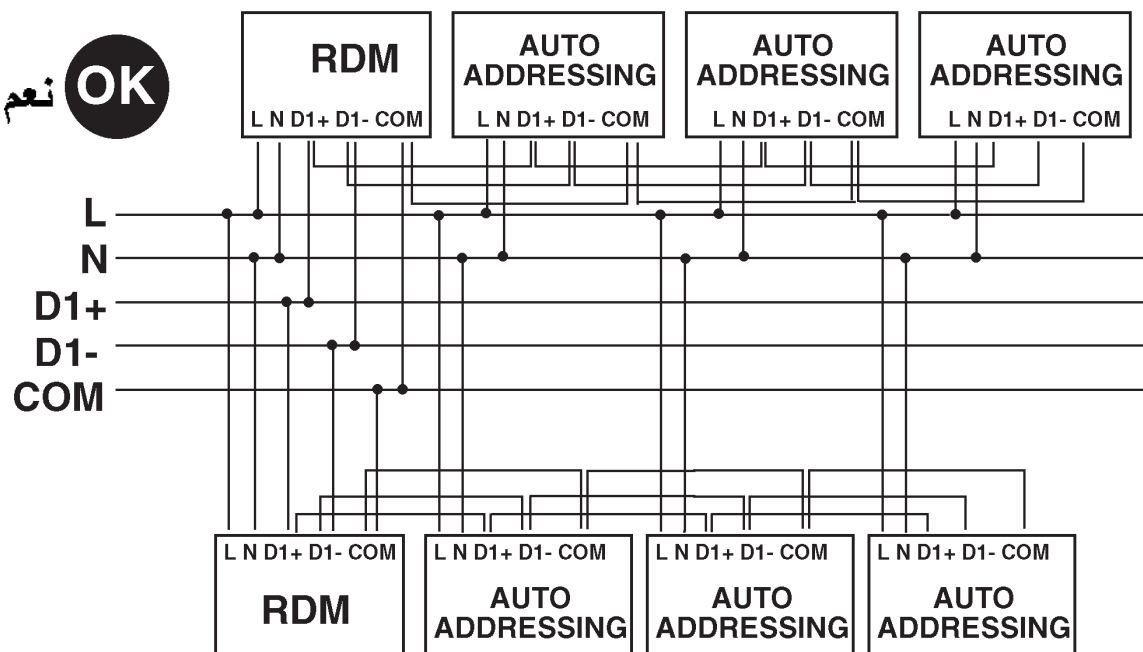 نعم OK
RDM
L N D1+ D1- COM
AUTO
ADDRESSING
L N D1+ D1- COM
AUTO
ADDRESSING
L N D1+ D1- COM
AUTO
ADDRESSING
L N D1+ D1- COM
L
N
D1+
D1-
COM
L N D1+ D1- COM
RDM
L N D1+ D1- COM
AUTO
ADDRESSING
L N D1+ D1- COM
AUTO
ADDRESSING
L N D1+ D1- COM
AUTO
ADDRESSING